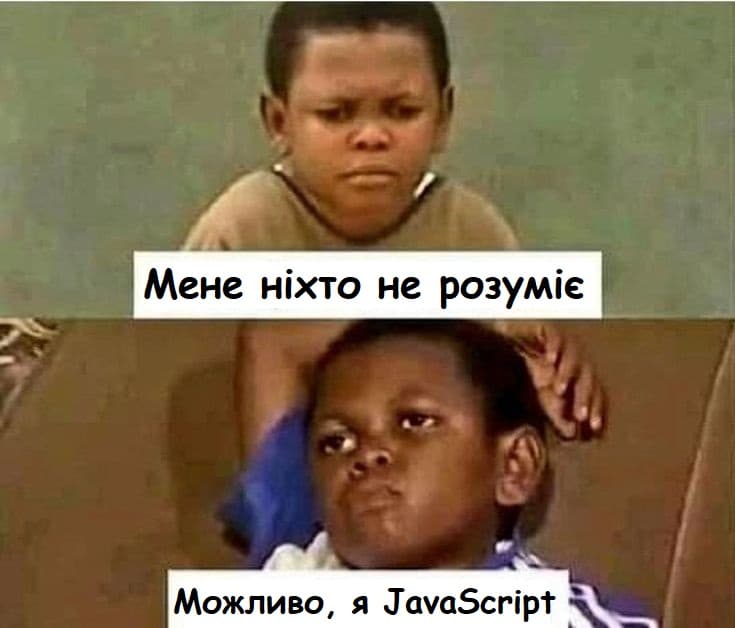 Мене ніхто не розуміє
Можливо, я JavaScript